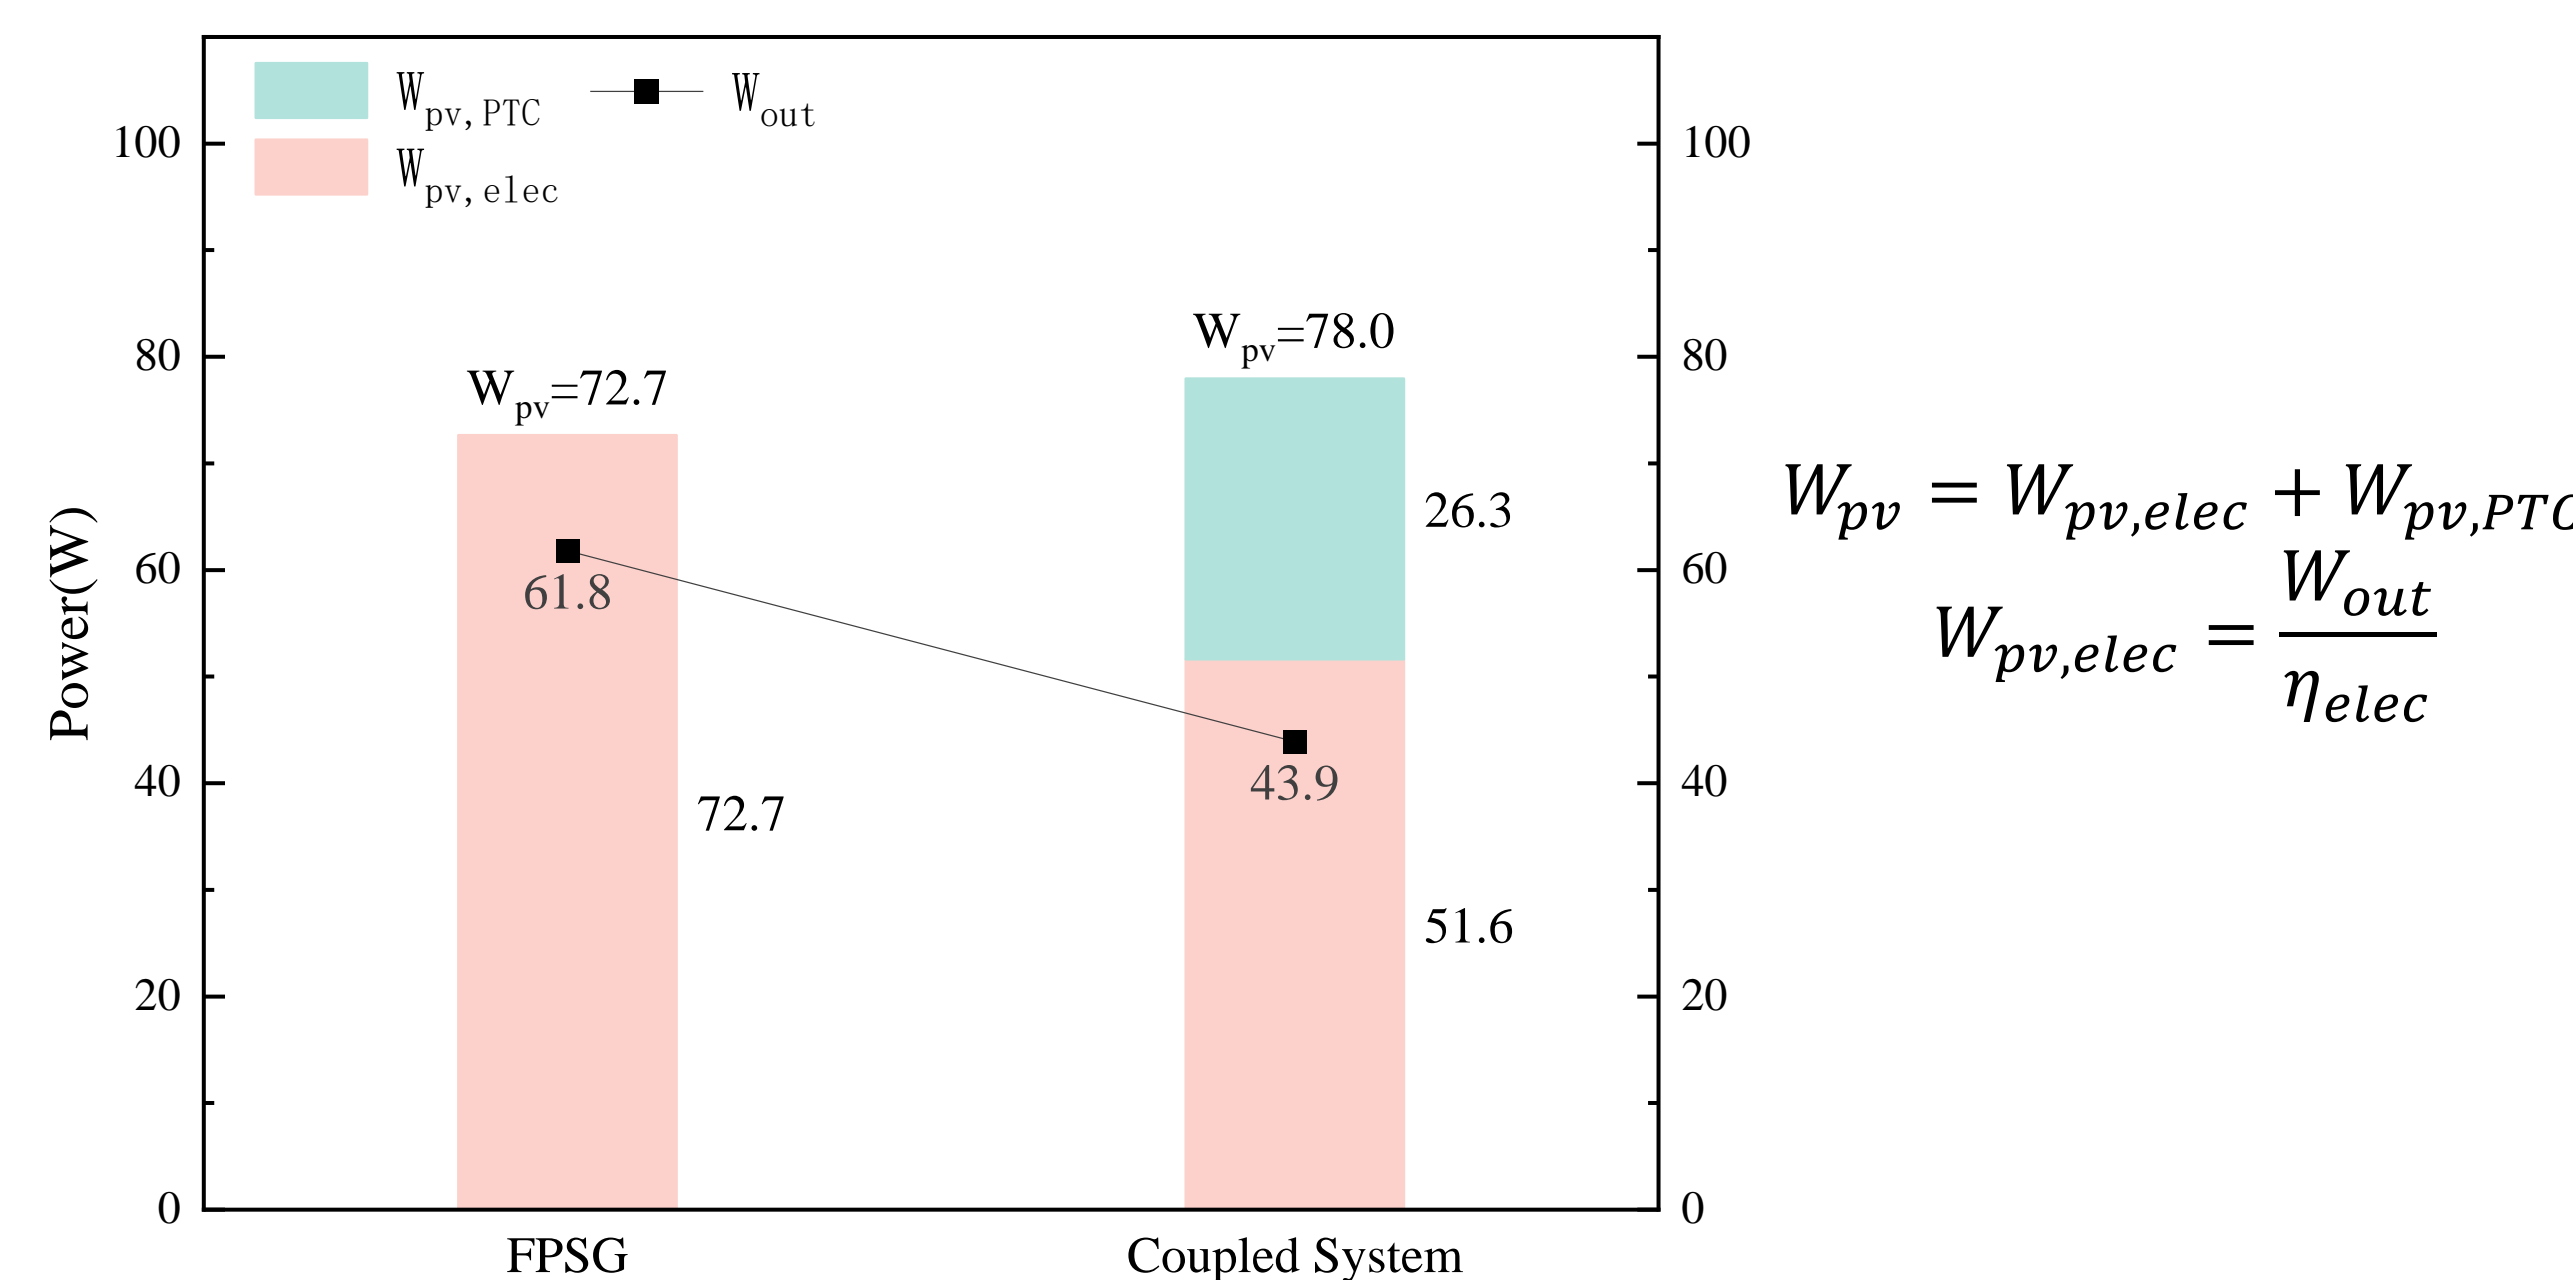 W_pv,PTC W_out
W_pv,elec
100
80
60
40
20
0
Power(W)
W_pv=72.7
61.8
72.7
W_pv=78.0
26.3
43.9
51.6
100
80
60
40
20
0
FPSG
Coupled System
W_pv = W_pv,elec + W_pv,PTC
W_pv,elec = W_out / η_elec